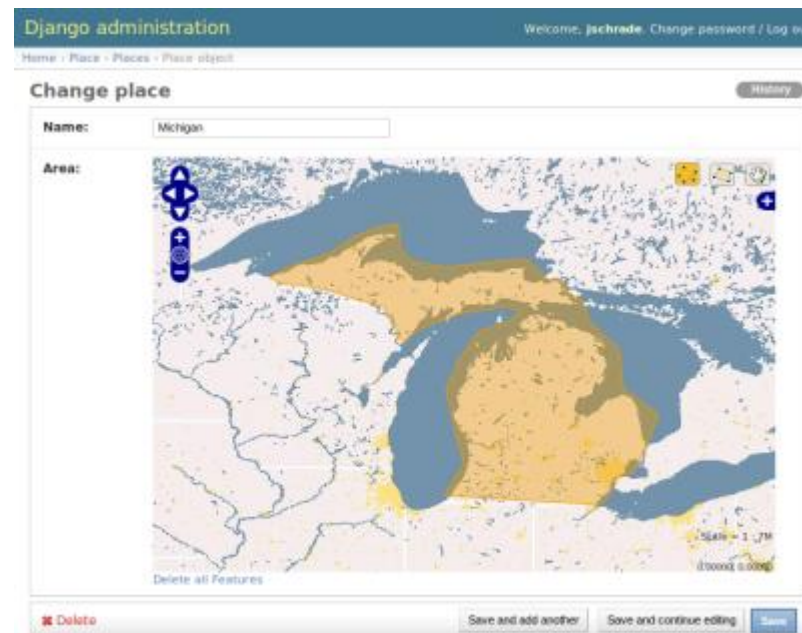 Django administration
Welcome, jschrade. Change password / Log ou
Home › Place › Places › Place object
Change place
History
Name:
Michigan
Area:
Delete all Features
Delete
Save and add another
Save and continue editing
Save